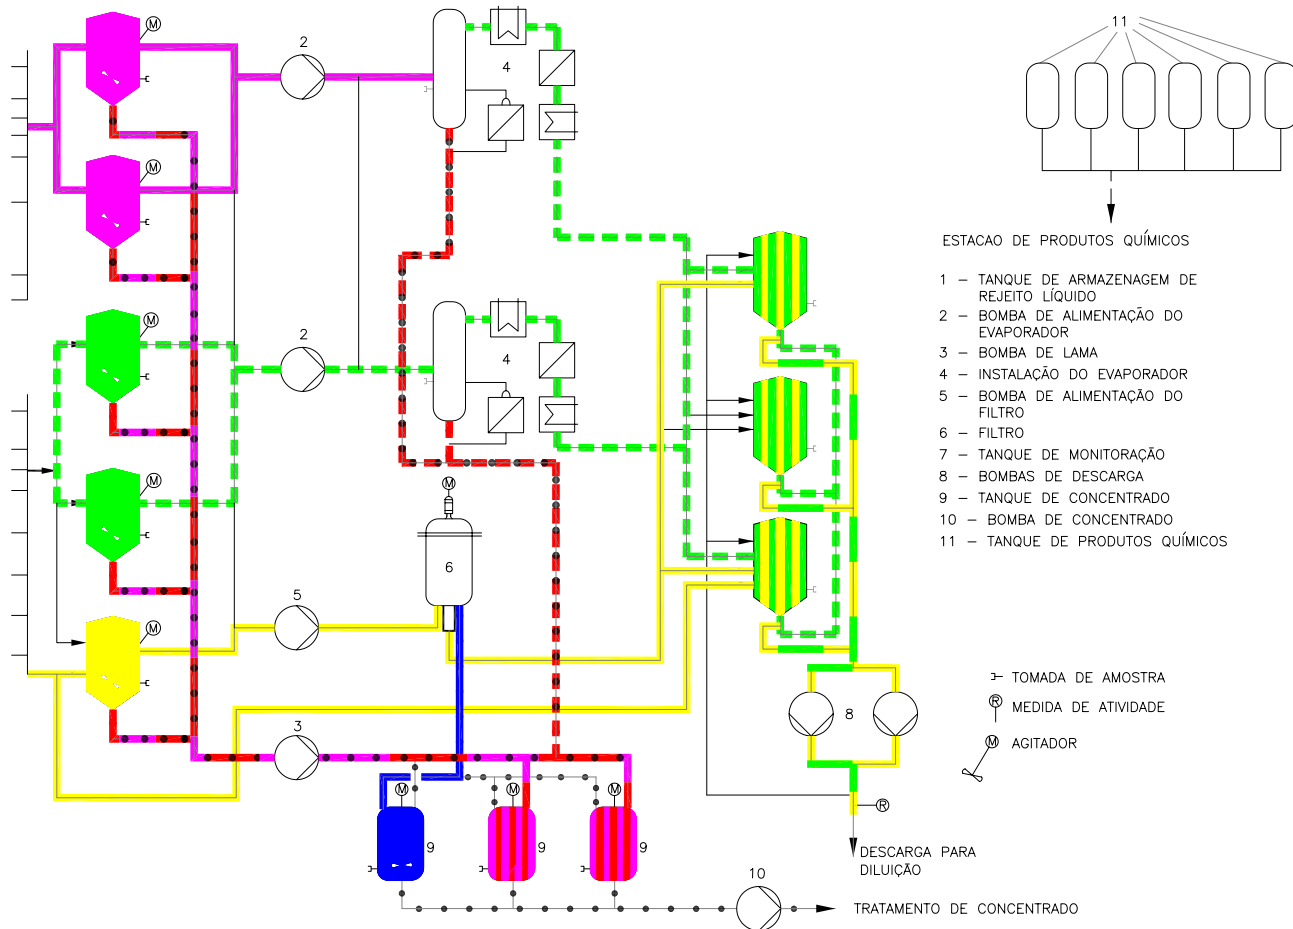 M
M
M
M
M
2
2
4
4
M
6
5
3
M
M
M
9
9
9
10
8
R
11
ESTACAO DE PRODUTOS QUÍMICOS
1 – TANQUE DE ARMAZENAGEM DE
REJEITO LÍQUIDO
2 – BOMBA DE ALIMENTAÇÃO DO
EVAPORADOR
3 – BOMBA DE LAMA
4 – INSTALAÇÃO DO EVAPORADOR
5 – BOMBA DE ALIMENTAÇÃO DO
FILTRO
6 – FILTRO
7 – TANQUE DE MONITORAÇÃO
8 – BOMBAS DE DESCARGA
9 – TANQUE DE CONCENTRADO
10 – BOMBA DE CONCENTRADO
11 – TANQUE DE PRODUTOS QUÍMICOS
TOMADA DE AMOSTRA
R MEDIDA DE ATIVIDADE
M AGITADOR
DESCARGA PARA
DILUIÇÃO
TRATAMENTO DE CONCENTRADO